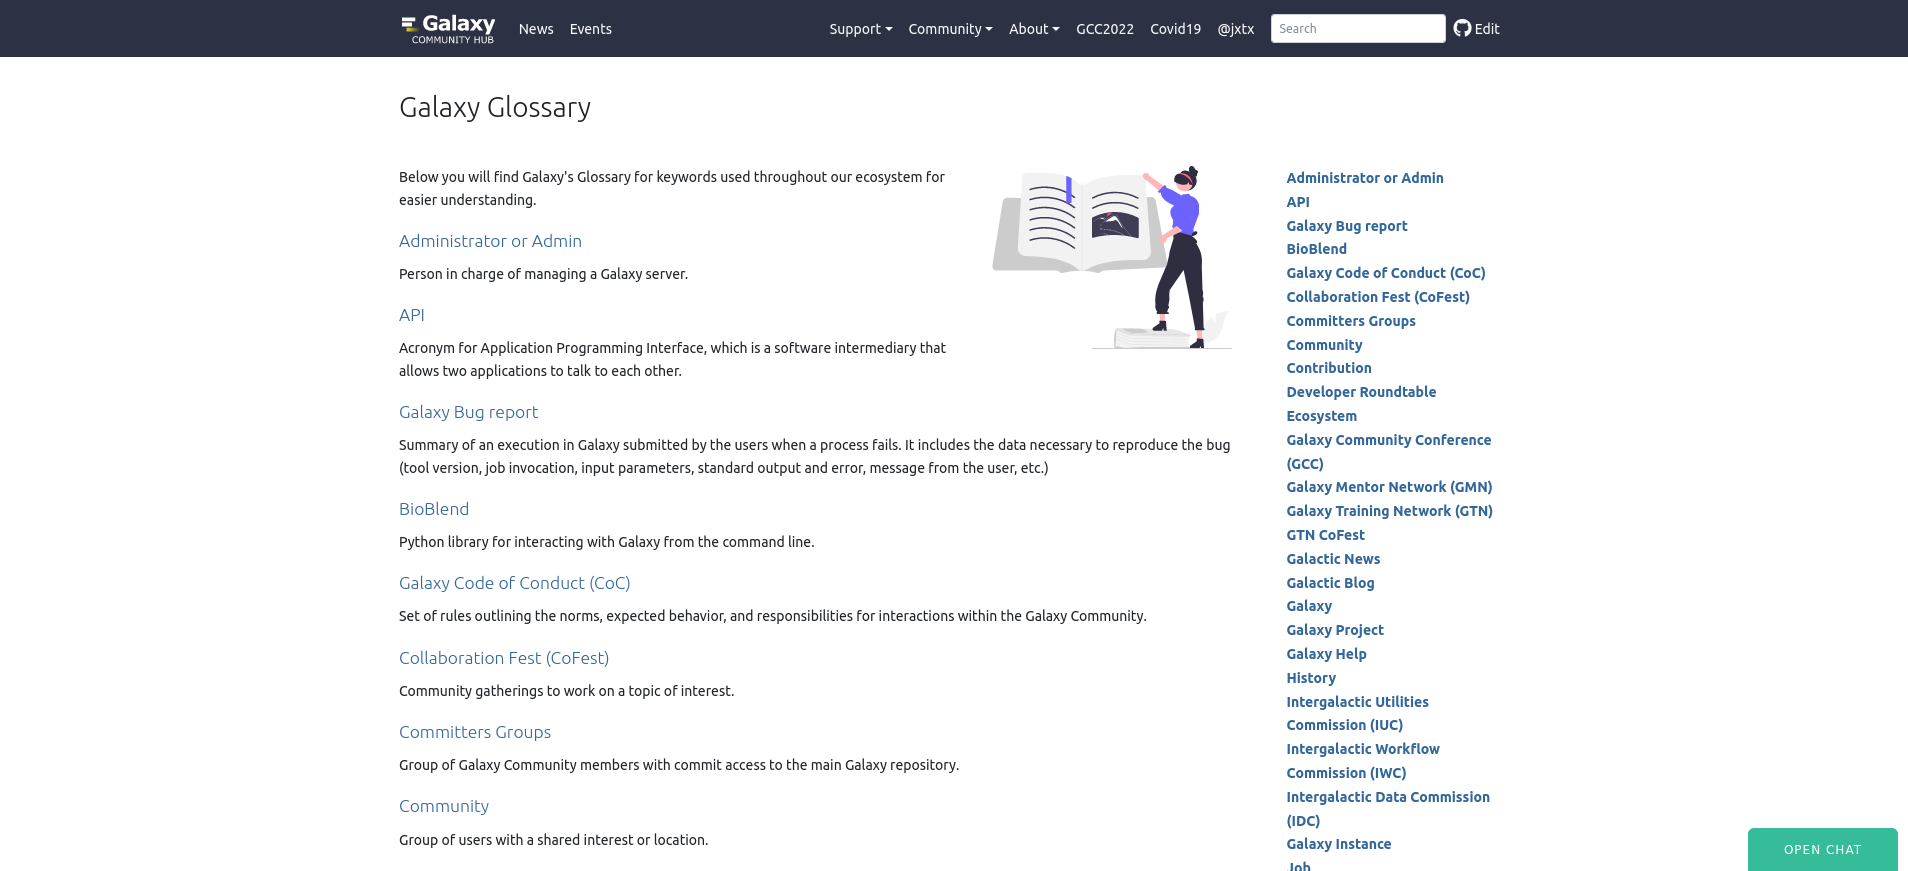 Galaxy
COMMUNITY HUB
News
Events
Support
Community
About
GCC2022
Covid19
@jxtx
Search
Edit
Galaxy Glossary
Below you will find Galaxy's Glossary for keywords used throughout our ecosystem for
easier understanding.
Administrator or Admin
Person in charge of managing a Galaxy server.
API
Acronym for Application Programming Interface, which is a software intermediary that
allows two applications to talk to each other.
Galaxy Bug report
Summary of an execution in Galaxy submitted by the users when a process fails. It includes the data necessary to reproduce the bug
(tool version, job invocation, input parameters, standard output and error, message from the user, etc.)
BioBlend
Python library for interacting with Galaxy from the command line.
Galaxy Code of Conduct (CoC)
Set of rules outlining the norms, expected behavior, and responsibilities for interactions within the Galaxy Community.
Collaboration Fest (CoFest)
Community gatherings to work on a topic of interest.
Committers Groups
Group of Galaxy Community members with commit access to the main Galaxy repository.
Community
Group of users with a shared interest or location.
Administrator or Admin
API
Galaxy Bug report
BioBlend
Galaxy Code of Conduct (CoC)
Collaboration Fest (CoFest)
Committers Groups
Community
Contribution
Developer Roundtable
Ecosystem
Galaxy Community Conference
(GCC)
Galaxy Mentor Network (GMN)
Galaxy Training Network (GTN)
GTN CoFest
Galactic News
Galactic Blog
Galaxy
Galaxy Project
Galaxy Help
History
Intergalactic Utilities
Commission (IUC)
Intergalactic Workflow
Commission (IWC)
Intergalactic Data Commission
(IDC)
Galaxy Instance
Job
OPEN CHAT